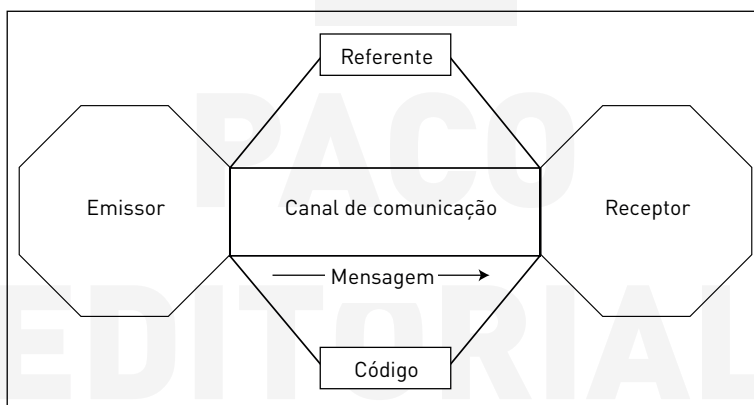 Referente
PACO
Emissor
Canal de comunicação
Receptor
Mensagem
EDITORIAL
Código